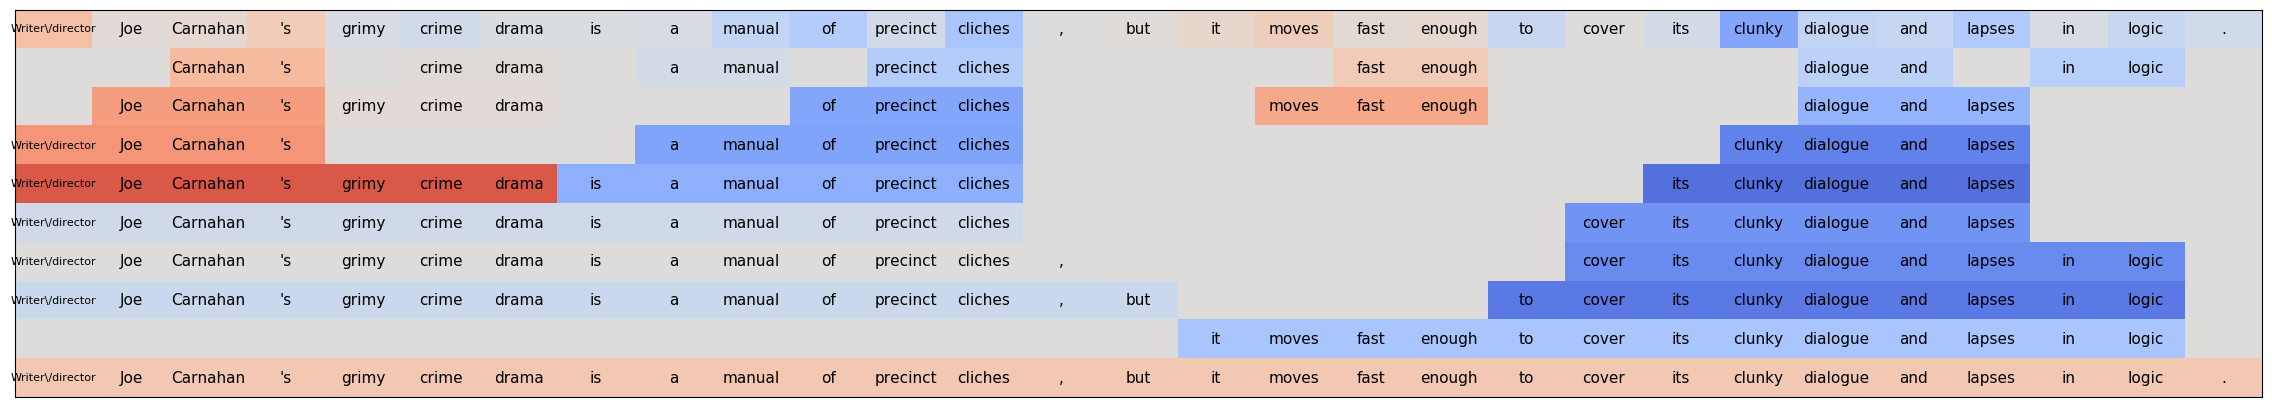 Writer\/director Joe Carnahan 's grimy crime drama is a manual of precinct cliches , but it moves fast enough to cover its clunky dialogue and lapses in logic .
Carnahan 's crime drama a manual precinct cliches fast enough dialogue and in logic
Joe Carnahan 's grimy crime drama of precinct cliches moves fast enough dialogue and lapses
Writer\/director Joe Carnahan 's a manual of precinct cliches clunky dialogue and lapses
Writer\/director Joe Carnahan 's grimy crime drama is a manual of precinct cliches its clunky dialogue and lapses
Writer\/director Joe Carnahan 's grimy crime drama is a manual of precinct cliches cover its clunky dialogue and lapses
Writer\/director Joe Carnahan 's grimy crime drama is a manual of precinct cliches , cover its clunky dialogue and lapses in logic
Writer\/director Joe Carnahan 's grimy crime drama is a manual of precinct cliches , but to cover its clunky dialogue and lapses in logic
it moves fast enough to cover its clunky dialogue and lapses in logic
Writer\/director Joe Carnahan 's grimy crime drama is a manual of precinct cliches , but it moves fast enough to cover its clunky dialogue and lapses in logic .